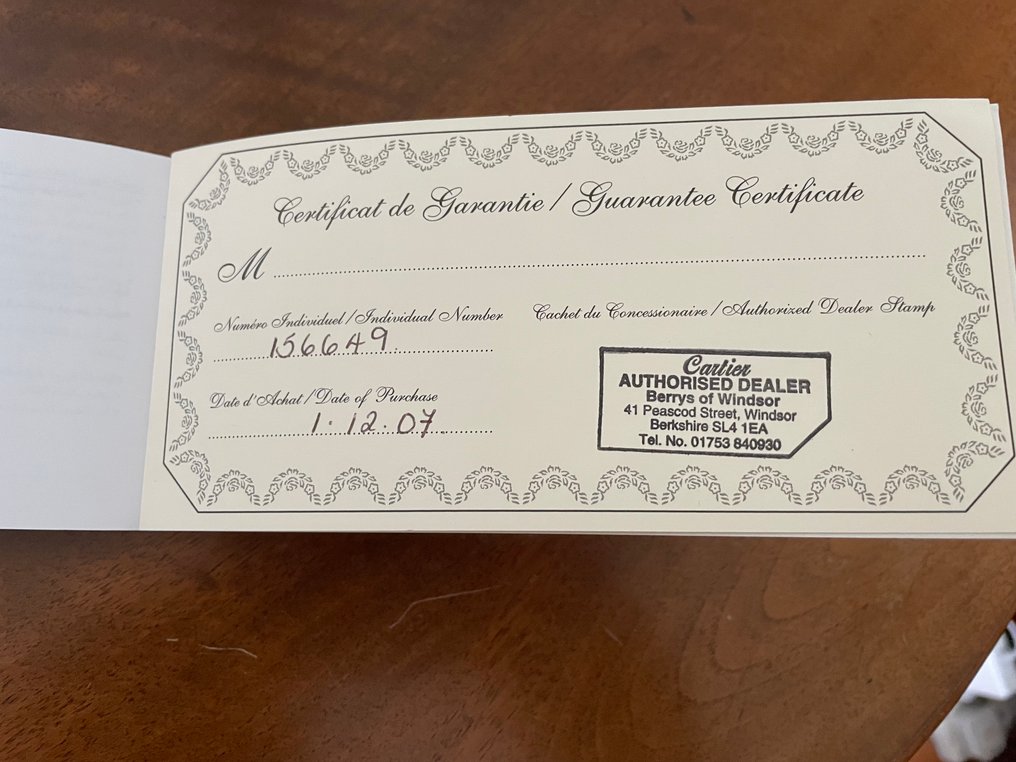 Certificat de Garantie / Guarantee Certificate
M
Numéro Individuel / Individual Number
156649
Date d'Achat / Date of Purchase
1.12.07
Cachet du Concessionaire / Authorized Dealer Stamp
Cartier
AUTHORISED DEALER
Berrys of Windsor
41 Peascod Street, Windsor
Berkshire SL4 1EA
Tel. No. 01753 840930